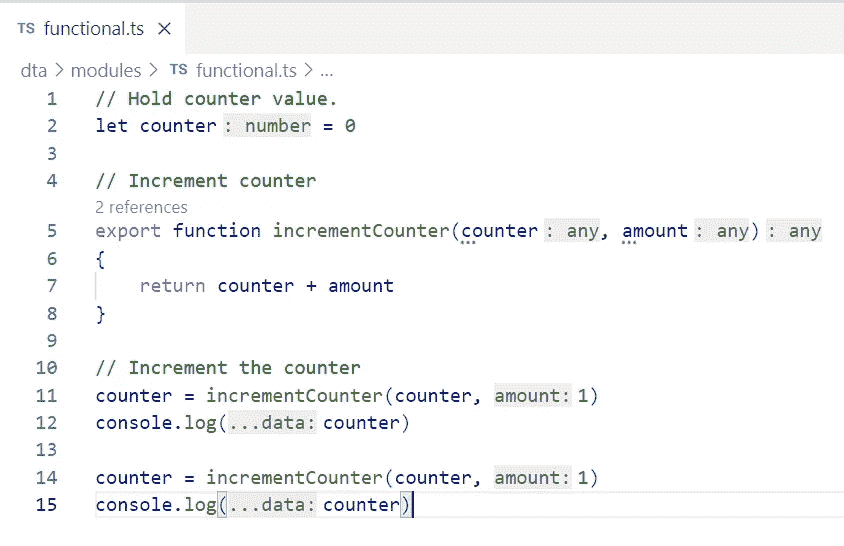 TS functional.ts ×
dta > modules > TS functional.ts > ...
1 // Hold counter value.
2 let counter: number = 0
3
4 // Increment counter
2 references
5 export function incrementCounter(counter: any, amount: any): any
6 {
7     return counter + amount
8 }
9
10 // Increment the counter
11 counter = incrementCounter(counter, amount: 1)
12 console.log(...data: counter)
13
14 counter = incrementCounter(counter, amount: 1)
15 console.log(...data: counter)